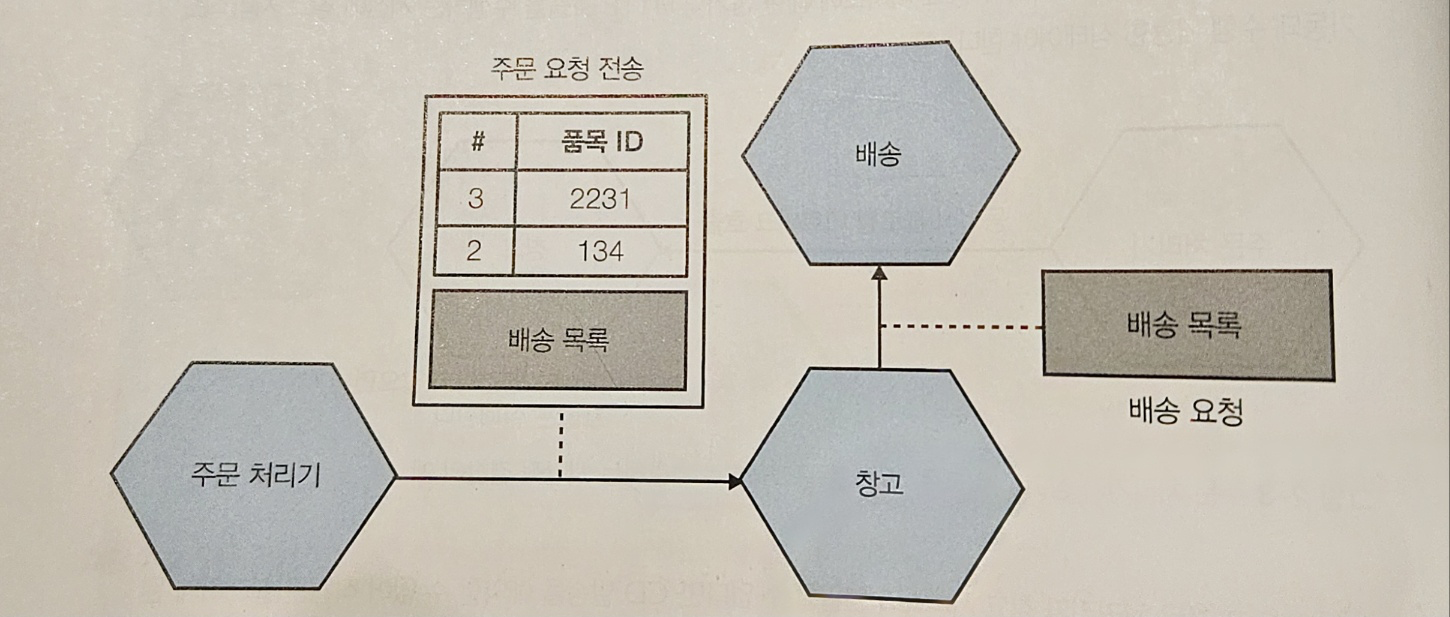 주문 요청 전송
# 품목 ID
3 2231
2 134
배송 목록
배송
배송 목록
배송 요청
주문 처리기
창고